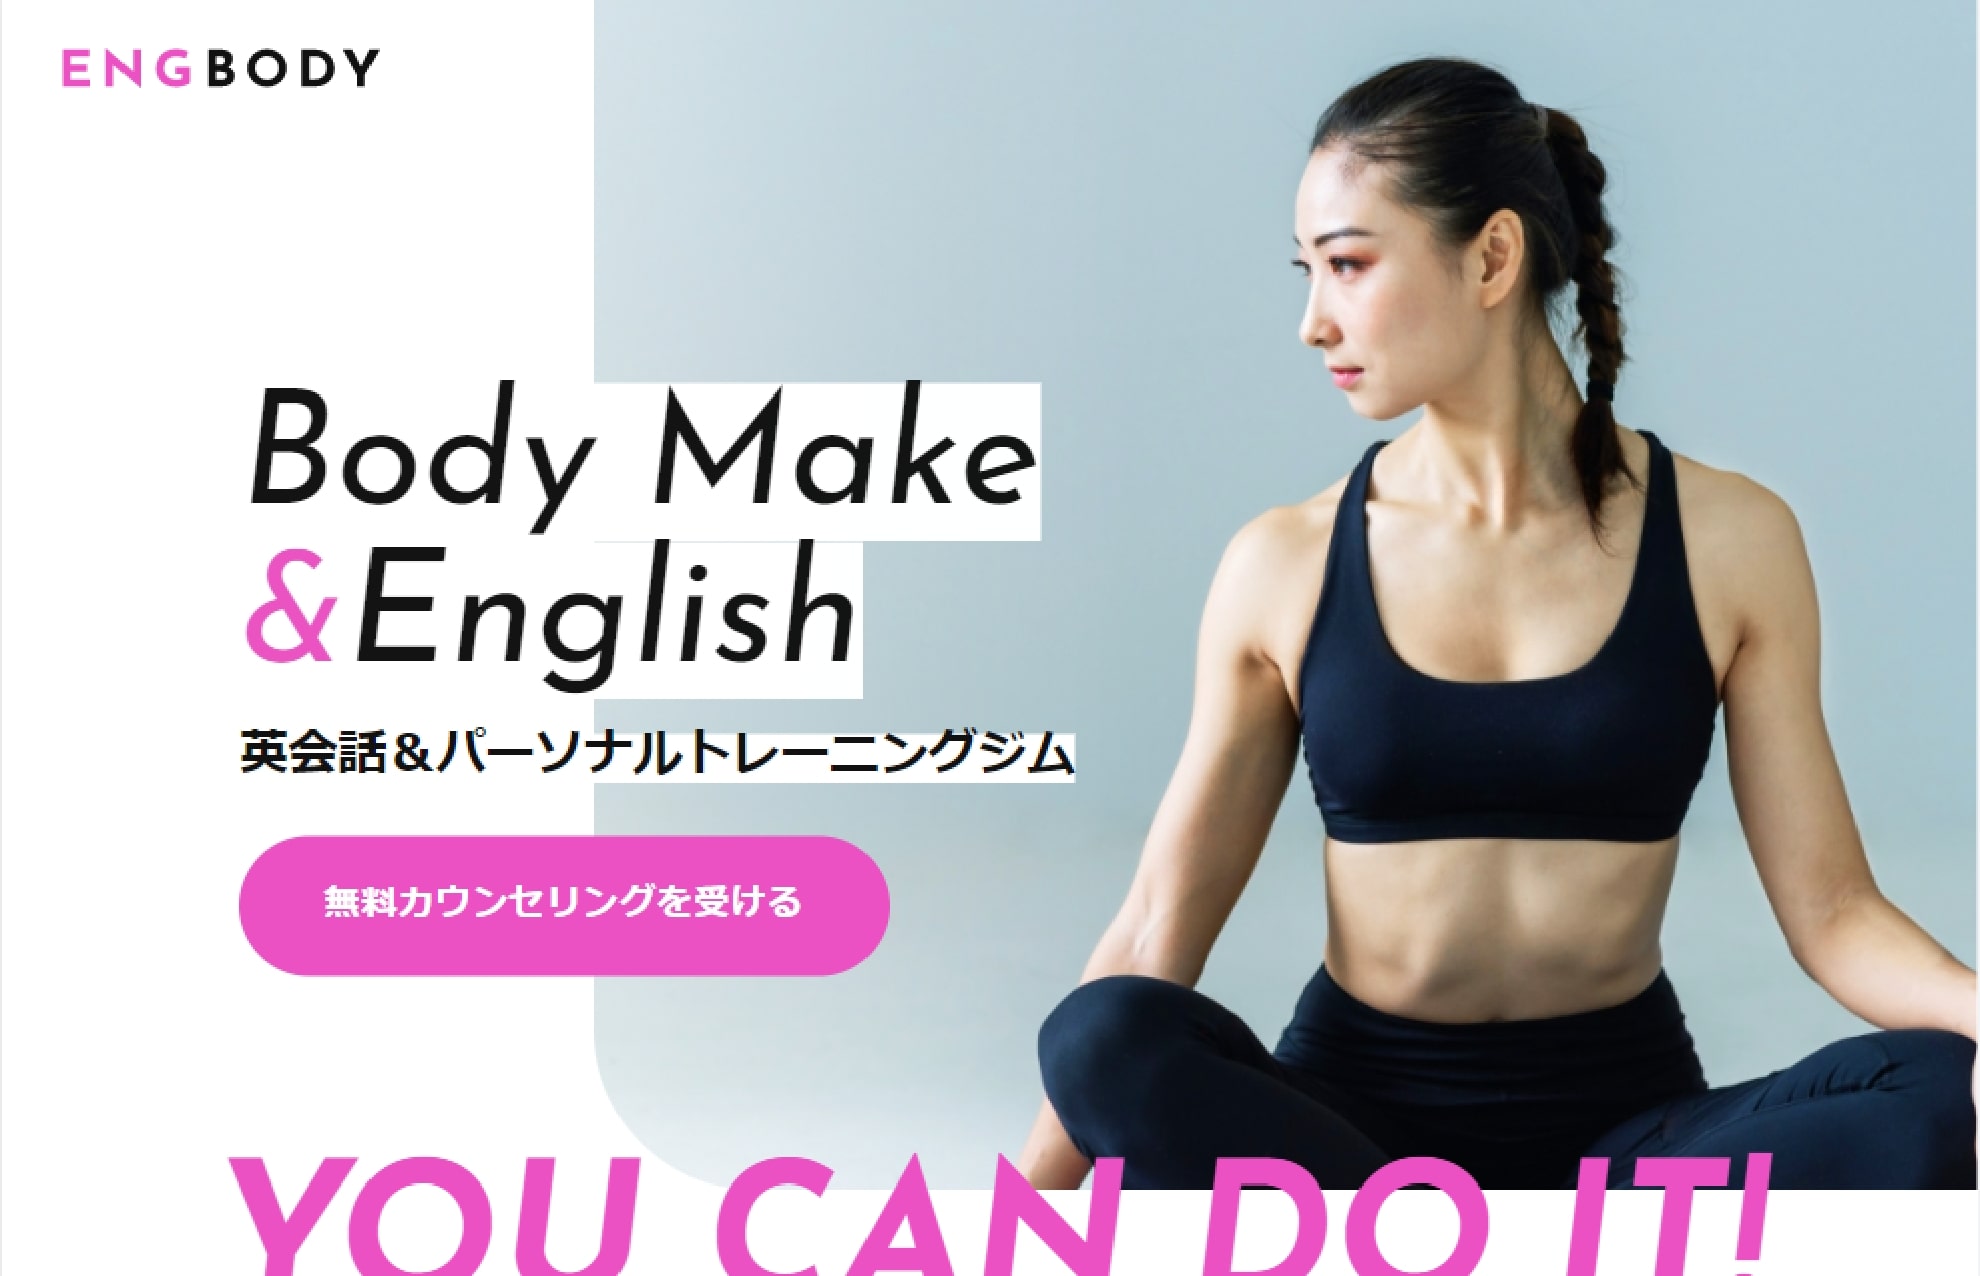 ENGBODY
Body Make
&English
英会話&パーソナルトレーニングジム
無料カウンセリングを受ける
YOU CAN DO IT!